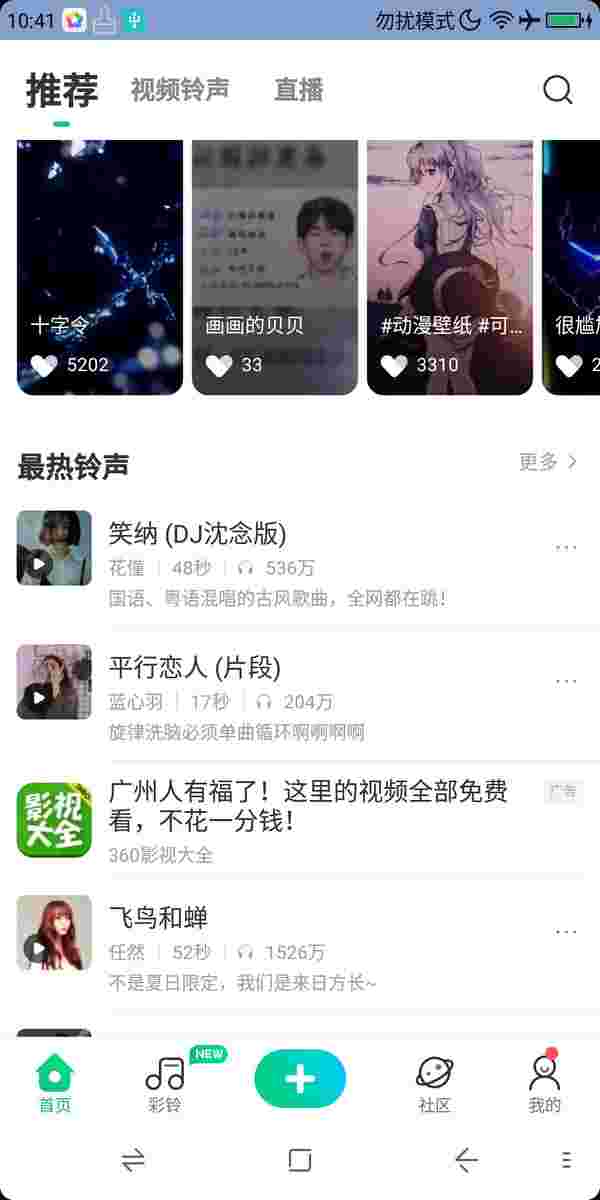 10:41
勿扰模式
推荐
视频铃声
直播
十字令
5202
画画的贝贝
33
#动漫壁纸 #可...
3310
很尴
2
最热铃声
更多
笑纳 (DJ沈念版)
花僮 48秒 536万
国语、粤语混唱的古风歌曲，全网都在跳！
平行恋人 (片段)
蓝心羽 17秒 204万
旋律洗脑必须单曲循环啊啊啊啊
影视大全
广州人有福了！这里的视频全部免费
看，不花一分钱！
广告
360影视大全
飞鸟和蝉
任然 52秒 1526万
不是夏日限定，我们是来日方长~
NEW
首页
彩铃
社区
我的